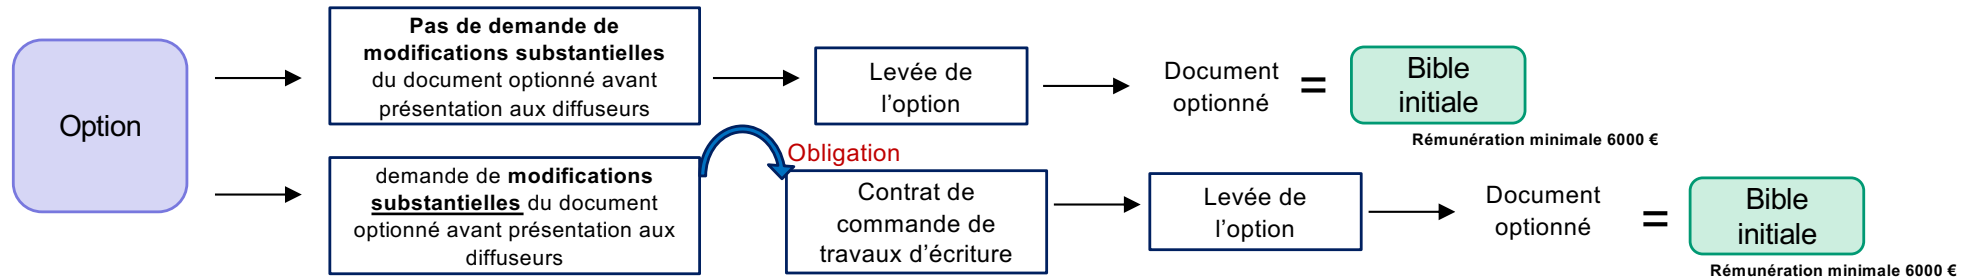 Option
Pas de demande de
modifications substantielles
du document optionné avant
présentation aux diffuseurs
Levée de
l'option
Document
optionné
=
Bible
initiale
Rémunération minimale 6000 €
demande de modifications
substantielles du document
optionné avant présentation aux
diffuseurs
Obligation
Contrat de
commande de
travaux d'écriture
Levée de
l'option
Document
optionné
=
Bible
initiale
Rémunération minimale 6000 €